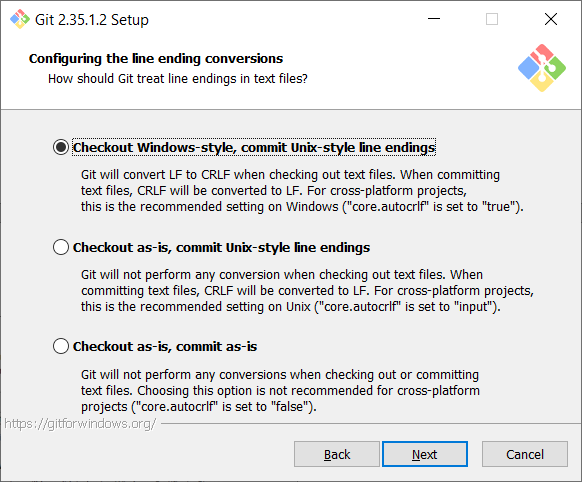 Git 2.35.1.2 Setup
Configuring the line ending conversions
How should Git treat line endings in text files?
Checkout Windows-style, commit Unix-style line endings
Git will convert LF to CRLF when checking out text files. When committing
text files, CRLF will be converted to LF. For cross-platform projects,
this is the recommended setting on Windows ("core.autocrlf" is set to "true").
Checkout as-is, commit Unix-style line endings
Git will not perform any conversion when checking out text files. When
committing text files, CRLF will be converted to LF. For cross-platform projects,
this is the recommended setting on Unix ("core.autocrlf" is set to "input").
Checkout as-is, commit as-is
Git will not perform any conversions when checking out or committing
text files. Choosing this option is not recommended for cross-platform
projects ("core.autocrlf" is set to "false").
https://gitforwindows.org/
Back
Next
Cancel